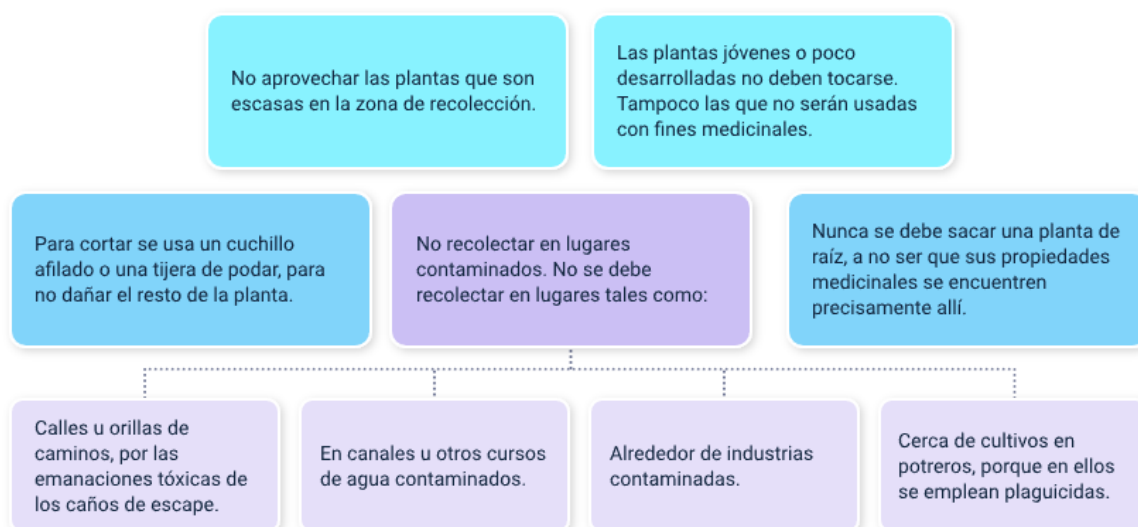 No aprovechar las plantas que son
escasas en la zona de recolección.
Las plantas jóvenes o poco
desarrolladas no deben tocarse.
Tampoco las que no serán usadas
con fines medicinales.
Para cortar se usa un cuchillo
afilado o una tijera de podar, para
no dañar el resto de la planta.
No recolectar en lugares
contaminados. No se debe
recolectar en lugares tales como:
Nunca se debe sacar una planta de
raíz, a no ser que sus propiedades
medicinales se encuentren
precisamente allí.
Calles u orillas de
caminos, por las
emanaciones tóxicas de
los caños de escape.
En canales u otros cursos
de agua contaminados.
Alrededor de industrias
contaminadas.
Cerca de cultivos en
potreros, porque en ellos
se emplean plaguicidas.